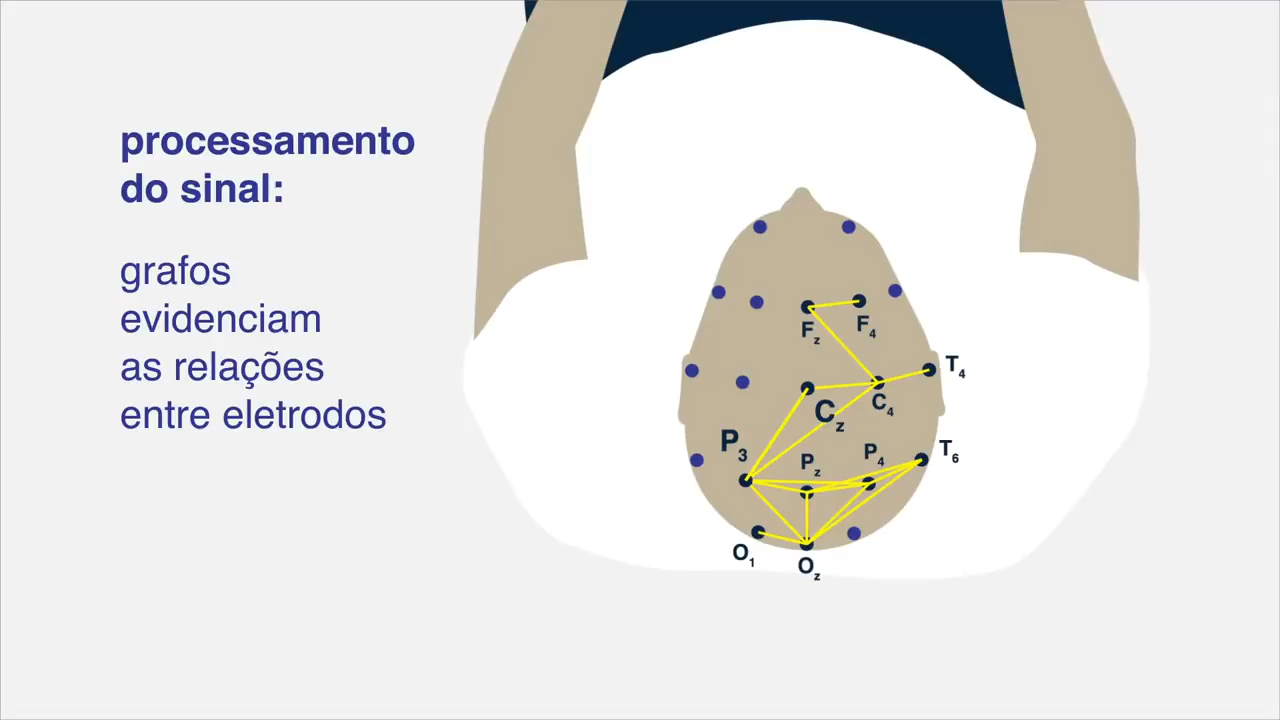 processamento
do sinal:
grafos
evidenciam
as relações
entre eletrodos
Fz
F4
T4
C4
Cz
P3
Pz
P4
T6
O1
Oz